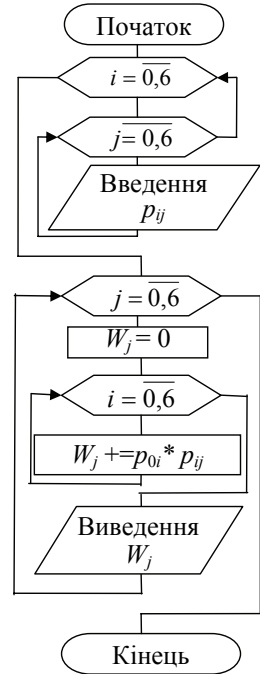 Початок
i = 0,6
j=0,6
Введення
pij
j = 0,6
Wj = 0
i = 0,6
Wj +=p0i* pij
Виведення
Wj
Кінець